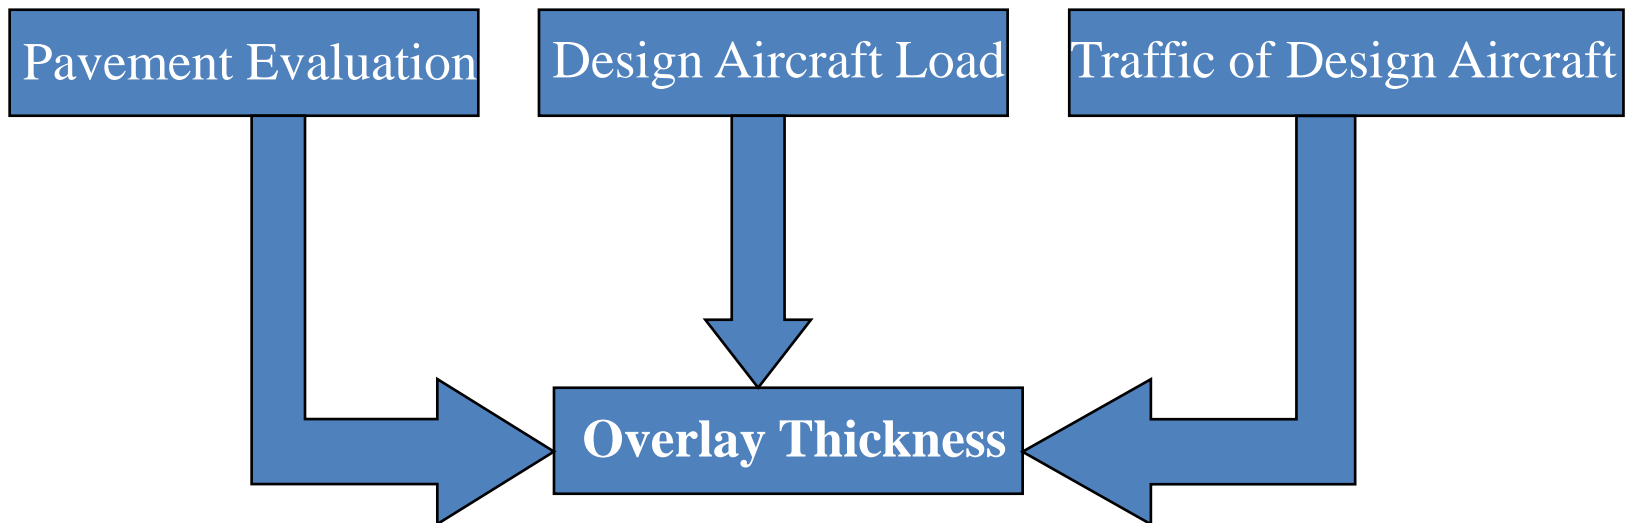 Pavement Evaluation
Design Aircraft Load
Traffic of Design Aircraft
Overlay Thickness